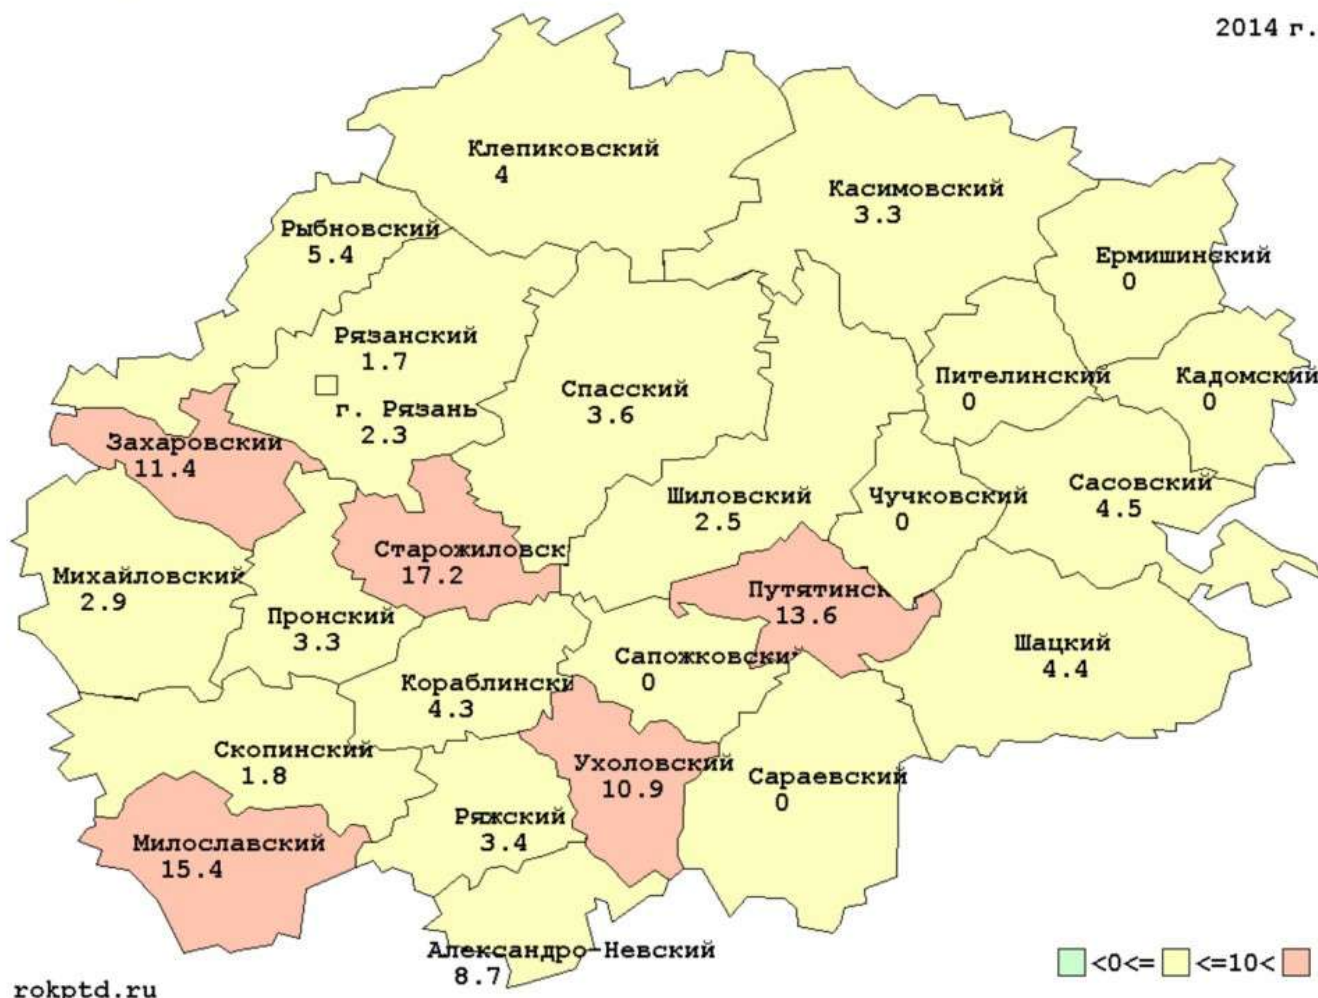 2014 г.
Клепиковский
4
Касимовский
3.3
Рыбновский
5.4
Ермишинский
0
Рязанский
1.7
Спасский
3.6
Пителинский
0
Кадомский
0
г. Рязань
2.3
Захаровский
11.4
Шиловский
2.5
Чучковский
0
Сасовский
4.5
Старожиловск
17.2
Михайловский
2.9
Путятинск
13.6
Пронский
3.3
Сапожковский
0
Шацкий
4.4
Кораблински
4.3
Скопинский
1.8
Ухоловский
10.9
Сараевский
0
Ряжский
3.4
Милославский
15.4
Александро-Невский
8.7
<0<= <=10<
rokptd.ru